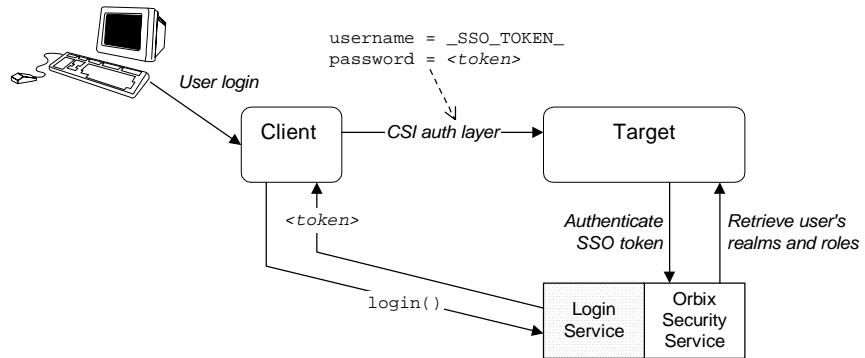 username = _SSO_TOKEN_
password = <token>
User login
Client
CSI auth layer
Target
<token>
Authenticate
SSO token
Retrieve user's
realms and roles
login()
Login
Service
Orbix
Security
Service